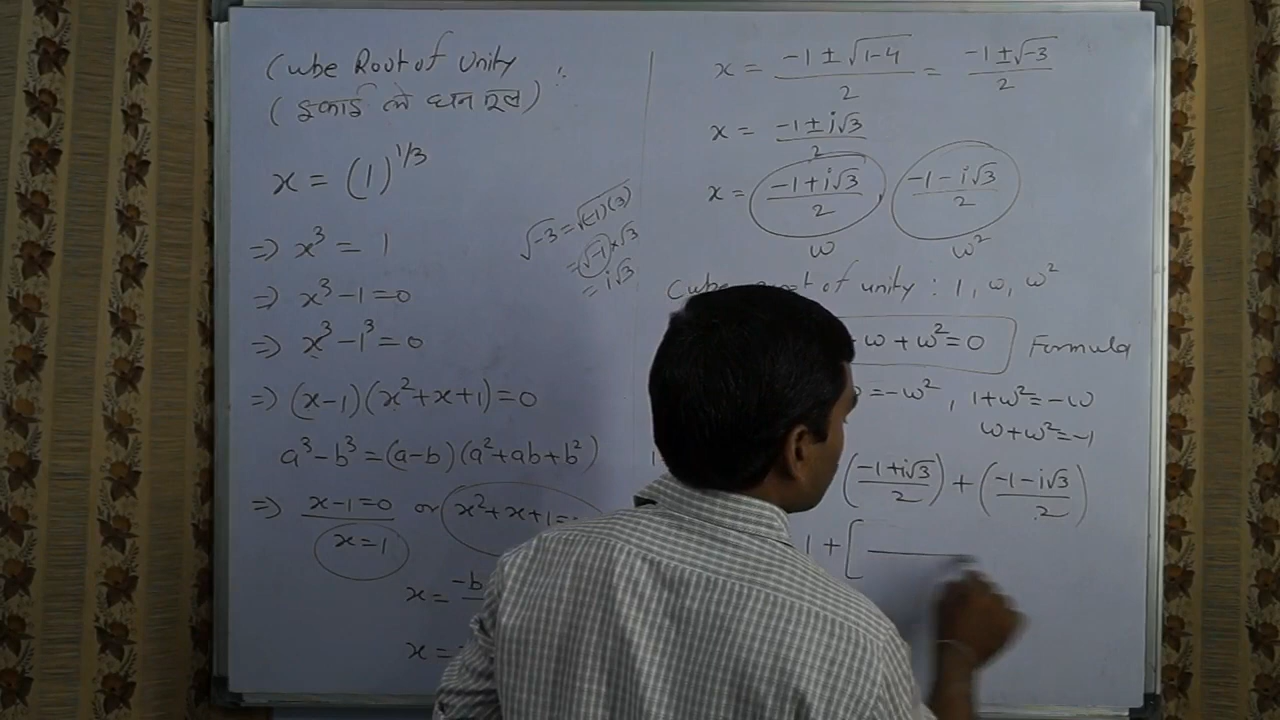 Cube Root of Unity :
( इकाई के घन मूल )
x = (1)^1/3
⇒ x³ = 1
⇒ x³ - 1 = 0
⇒ x³ - 1³ = 0
⇒ (x-1)(x²+x+1) = 0
a³-b³ = (a-b)(a²+ab+b²)
⇒ x-1=0 or x²+x+1=
x=1
x = -b
x =
√-3 = √(-1)(3)
= √-1 × √3
= i√3
x = -1 ± √1-4 / 2 = -1 ± √-3 / 2
x = -1 ± i√3 / 2
x = -1+i√3 / 2 -1-i√3 / 2
ω ω²
Cube Root of unity : 1, ω, ω²
ω + ω² = 0 Formula
= -ω² , 1+ω² = -ω
ω+ω² = -1
(-1+i√3 / 2) + (-1-i√3 / 2)
1 + [